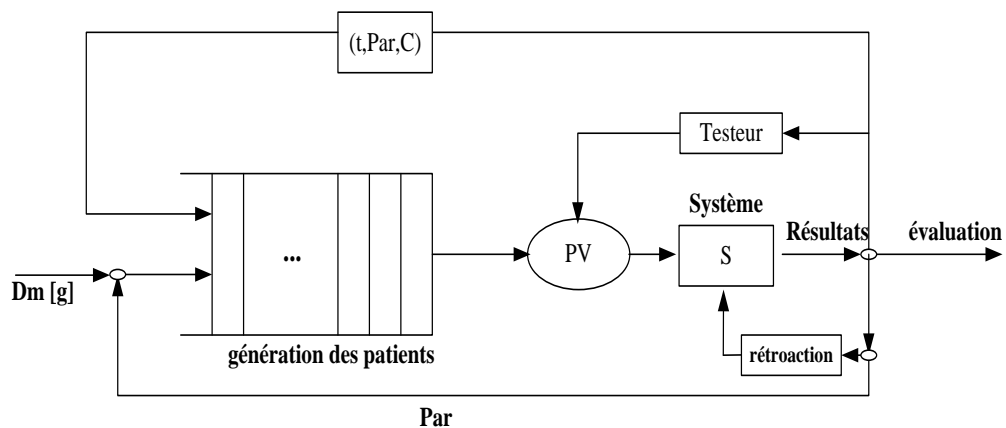 (t,Par,C)
Testeur
Système
Résultats
évaluation
...
PV
S
Dm [g]
génération des patients
rétroaction
Par